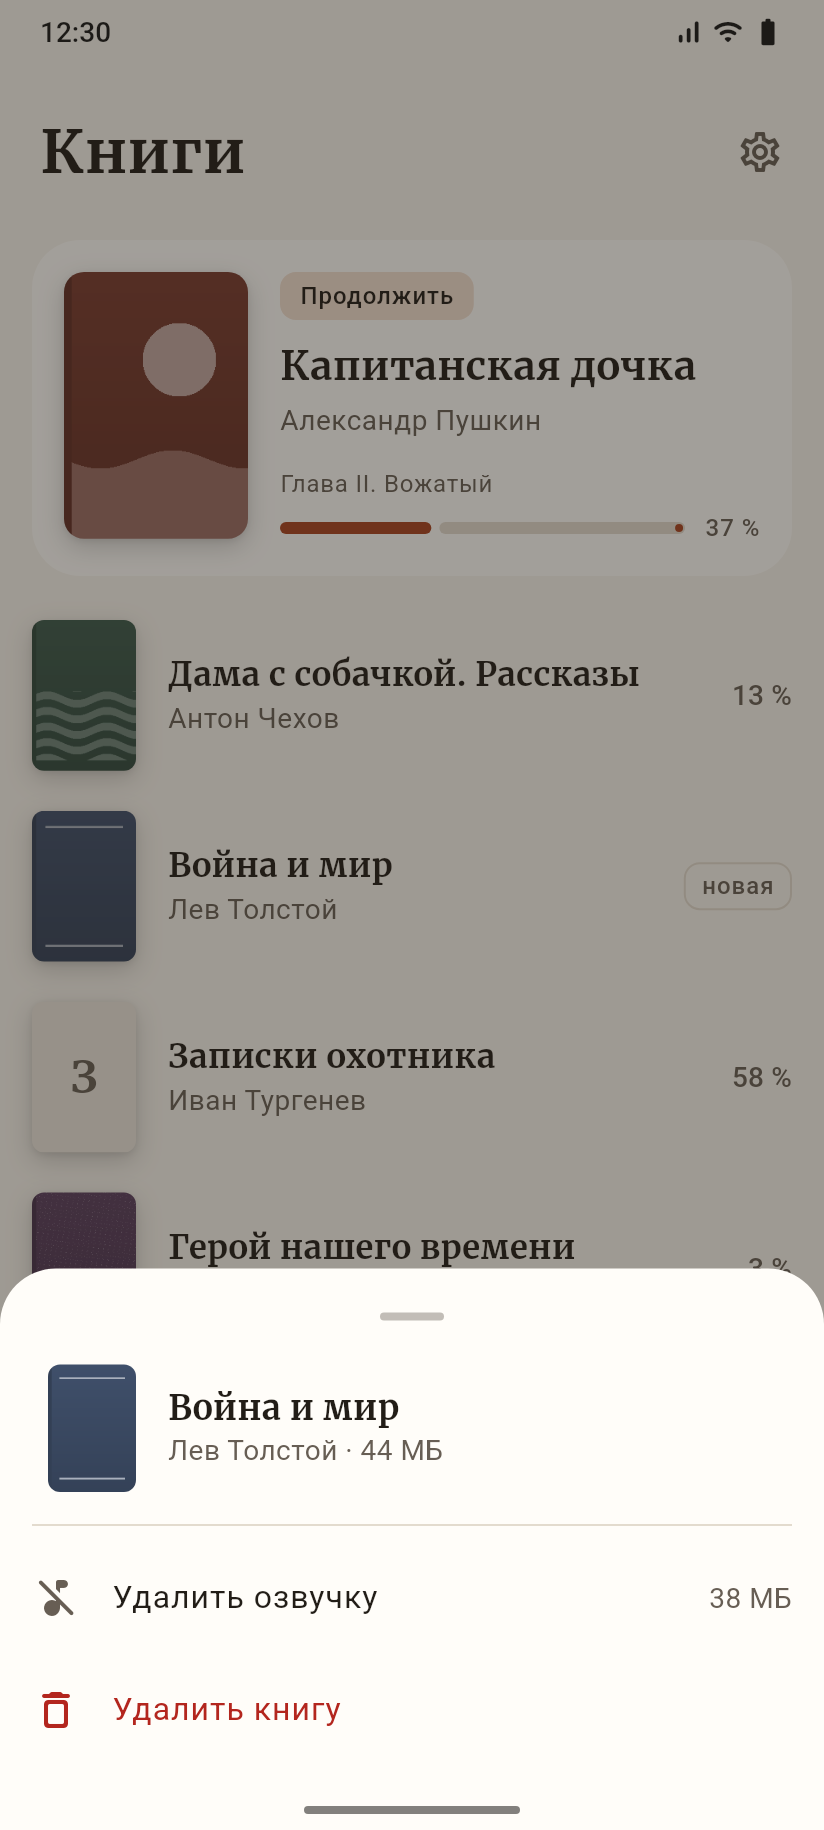 12:30
Книги
Продолжить
Капитанская дочка
Александр Пушкин
Глава II. Вожатый
37 %
Дама с собачкой. Рассказы
Антон Чехов
13 %
Война и мир
Лев Толстой
новая
З
Записки охотника
Иван Тургенев
58 %
Герой нашего времени
3 %
Война и мир
Лев Толстой · 44 МБ
Удалить озвучку
38 МБ
Удалить книгу